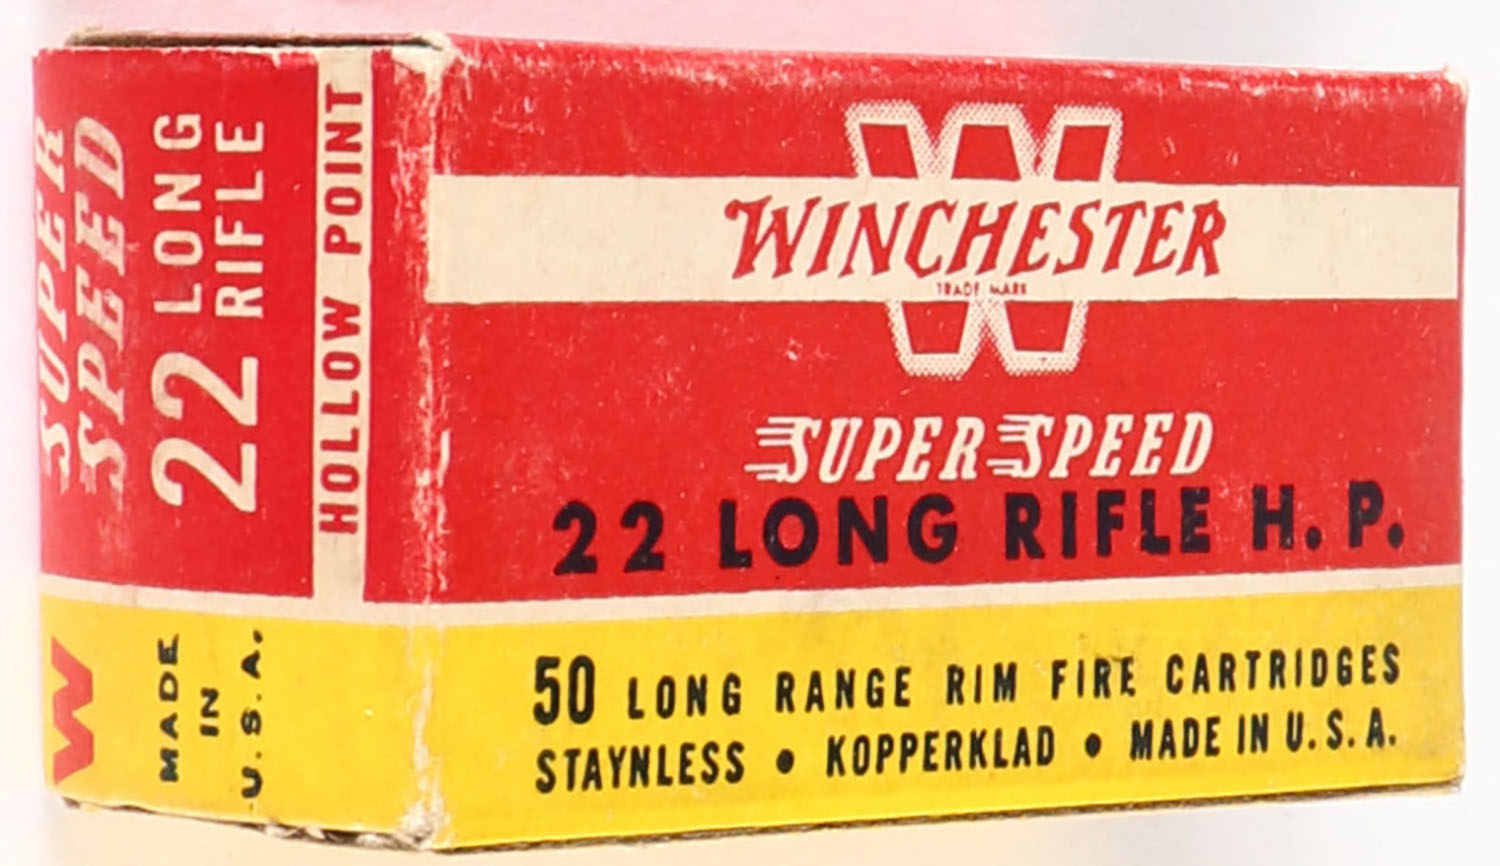 SUPER
SPEED
22 LONG
RIFLE
HOLLOW POINT
W
MADE
IN
U.S.A.
W
WINCHESTER
TRADE MARK
SUPER SPEED
22 LONG RIFLE H. P.
50 LONG RANGE RIM FIRE CARTRIDGES
STAYNLESS • KOPPERKLAD • MADE IN U. S. A.